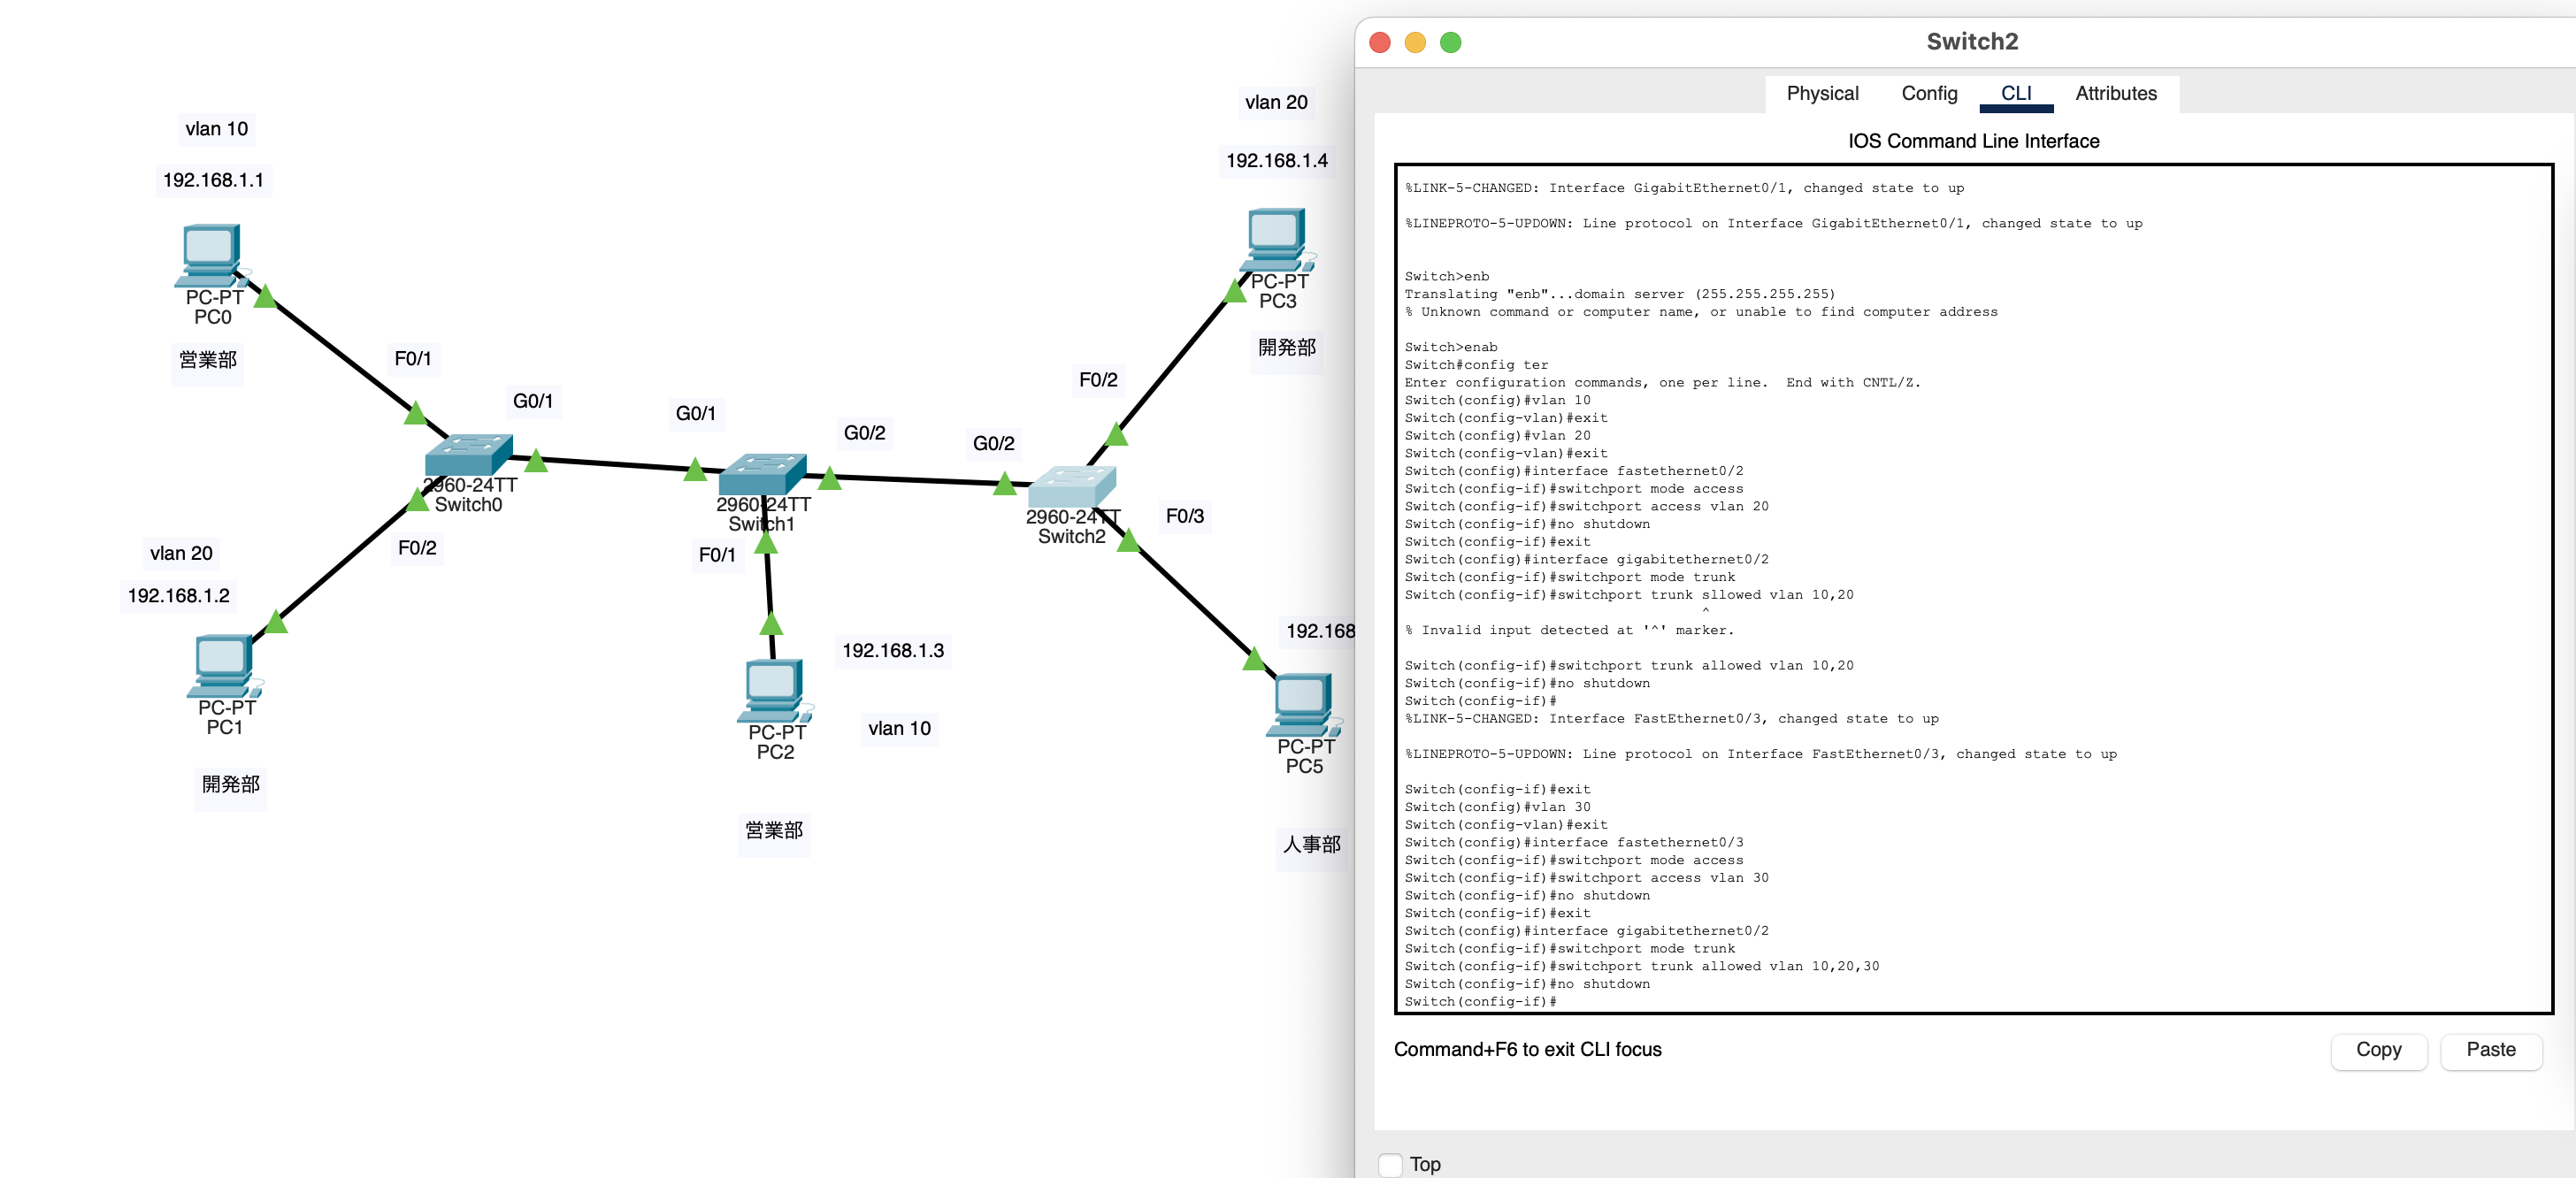 vlan 10
192.168.1.1
PC-PT
PC0
営業部
F0/1
G0/1
2960-24TT
Switch0
F0/2
vlan 20
192.168.1.2
PC-PT
PC1
開発部
G0/1
G0/2
2960-24TT
Switch1
F0/1
192.168.1.3
PC-PT
PC2
vlan 10
営業部
vlan 20
192.168.1.4
PC-PT
PC3
開発部
F0/2
G0/2
2960-24TT
Switch2
F0/3
192.168
PC-PT
PC5
人事部
Switch2
Physical Config CLI Attributes
IOS Command Line Interface
%LINK-5-CHANGED: Interface GigabitEthernet0/1, changed state to up
%LINEPROTO-5-UPDOWN: Line protocol on Interface GigabitEthernet0/1, changed state to up
Switch>enb
Translating "enb"...domain server (255.255.255.255)
% Unknown command or computer name, or unable to find computer address
Switch>enab
Switch#config ter
Enter configuration commands, one per line.  End with CNTL/Z.
Switch(config)#vlan 10
Switch(config-vlan)#exit
Switch(config)#vlan 20
Switch(config-vlan)#exit
Switch(config)#interface fastethernet0/2
Switch(config-if)#switchport mode access
Switch(config-if)#switchport access vlan 20
Switch(config-if)#no shutdown
Switch(config-if)#exit
Switch(config)#interface gigabitethernet0/2
Switch(config-if)#switchport mode trunk
Switch(config-if)#switchport trunk sllowed vlan 10,20
^
% Invalid input detected at '^' marker.
Switch(config-if)#switchport trunk allowed vlan 10,20
Switch(config-if)#no shutdown
Switch(config-if)#
%LINK-5-CHANGED: Interface FastEthernet0/3, changed state to up
%LINEPROTO-5-UPDOWN: Line protocol on Interface FastEthernet0/3, changed state to up
Switch(config-if)#exit
Switch(config)#vlan 30
Switch(config-vlan)#exit
Switch(config)#interface fastethernet0/3
Switch(config-if)#switchport mode access
Switch(config-if)#switchport access vlan 30
Switch(config-if)#no shutdown
Switch(config-if)#exit
Switch(config)#interface gigabitethernet0/2
Switch(config-if)#switchport mode trunk
Switch(config-if)#switchport trunk allowed vlan 10,20,30
Switch(config-if)#no shutdown
Switch(config-if)#
Command+F6 to exit CLI focus
Copy
Paste
Top